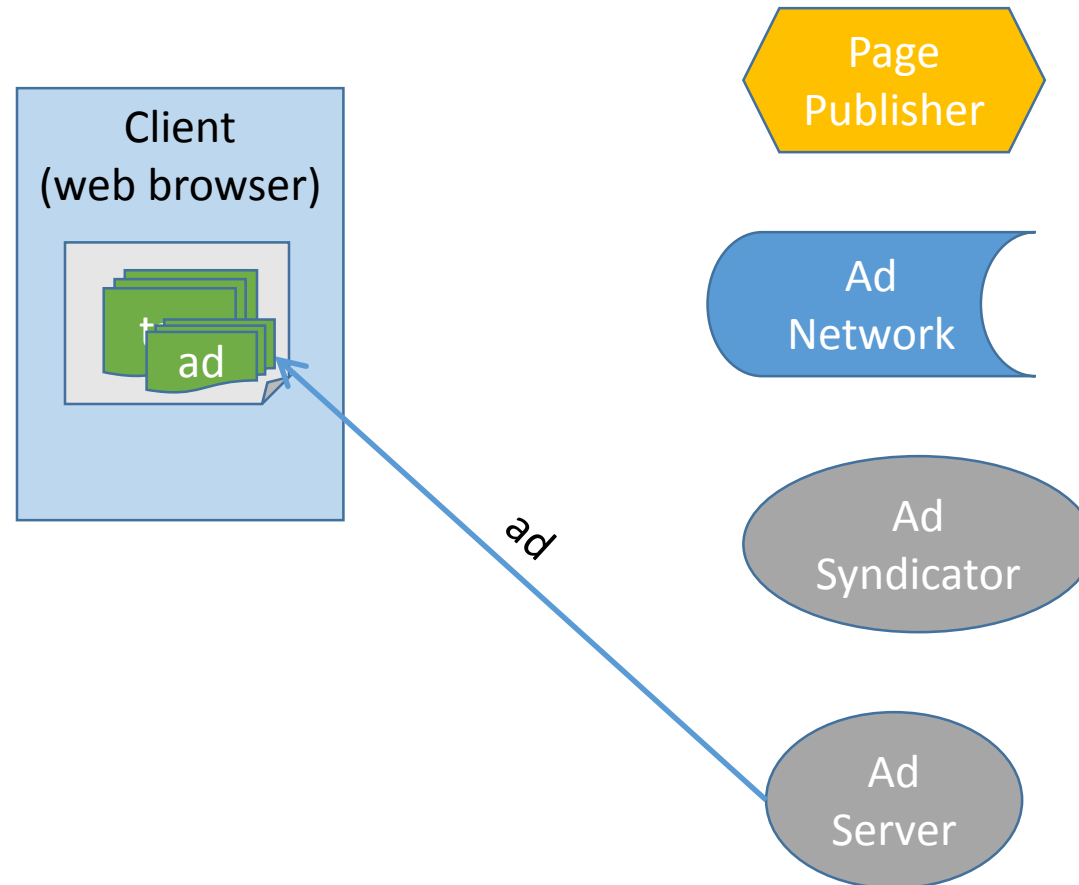 Client
(web browser)
ad
ad
Page
Publisher
Ad
Network
Ad
Syndicator
Ad
Server